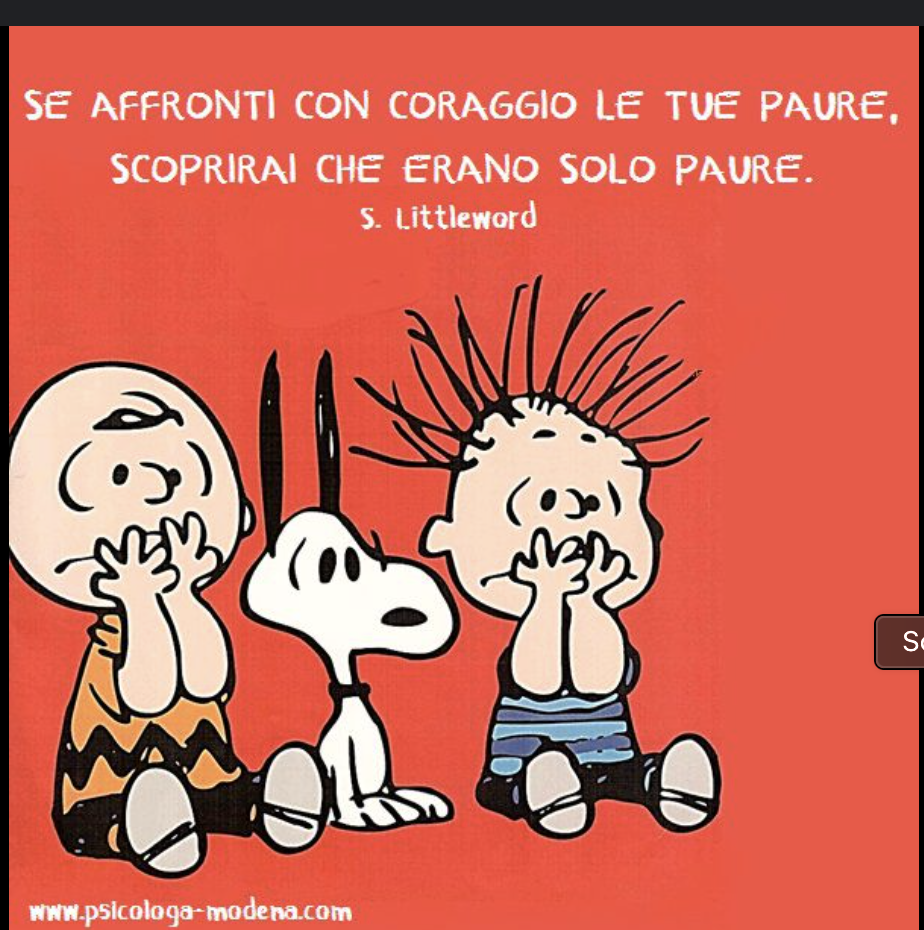 SE AFFRONTI CON CORAGGIO LE TUE PAURE,
SCOPRIRAI CHE ERANO SOLO PAURE.
S. Littleword
www.psicologa-modena.com